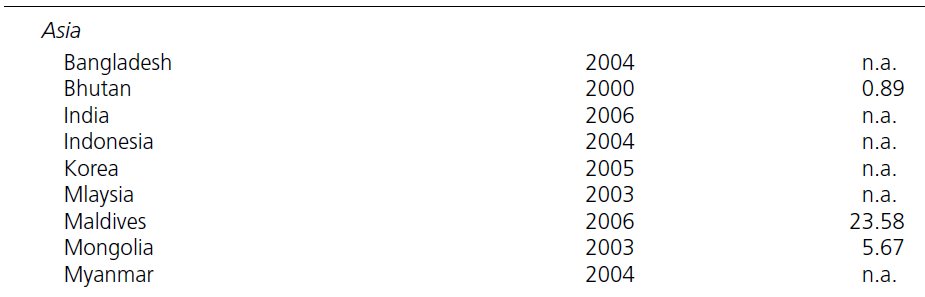 Asia
Bangladesh 2004 n.a.
Bhutan 2000 0.89
India 2006 n.a.
Indonesia 2004 n.a.
Korea 2005 n.a.
Mlaysia 2003 n.a.
Maldives 2006 23.58
Mongolia 2003 5.67
Myanmar 2004 n.a.